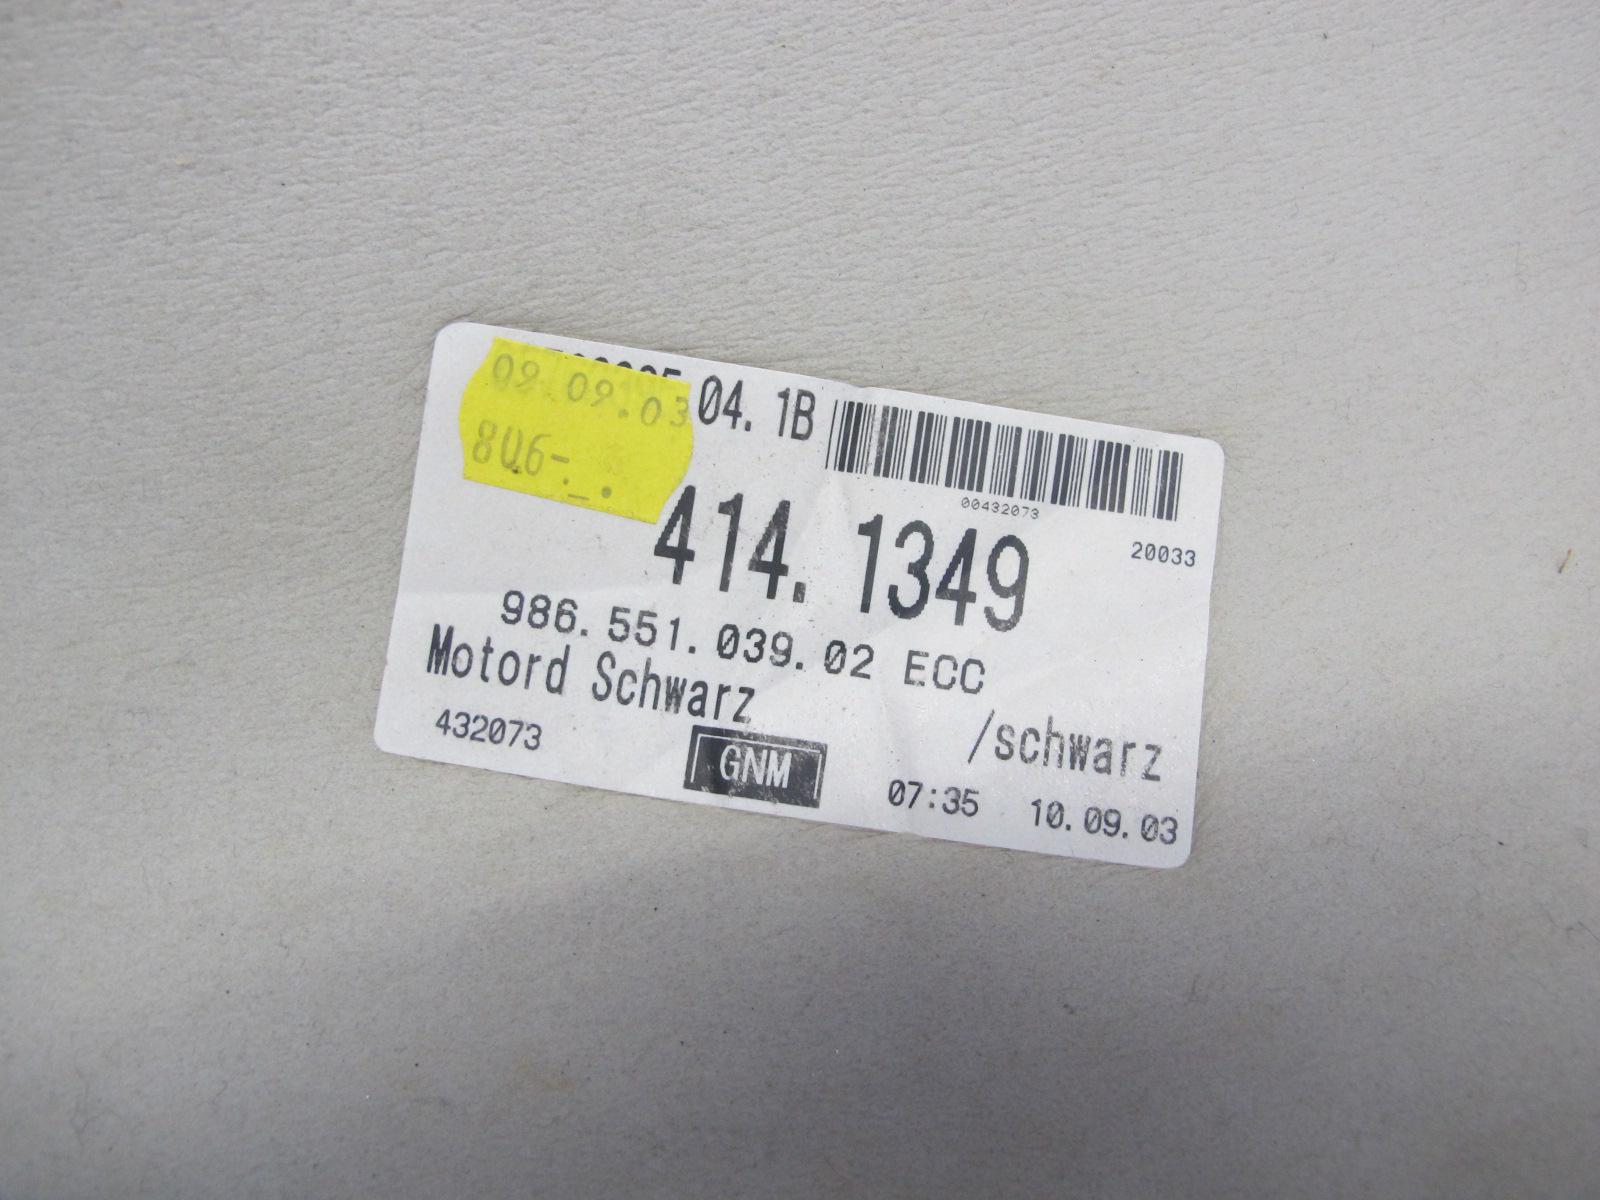 09.09.03
806-
04.1B
00432073
20033
414.1349
986.551.039.02 ECC
Motord Schwarz
/schwarz
432073
GNM
07:35 10.09.03